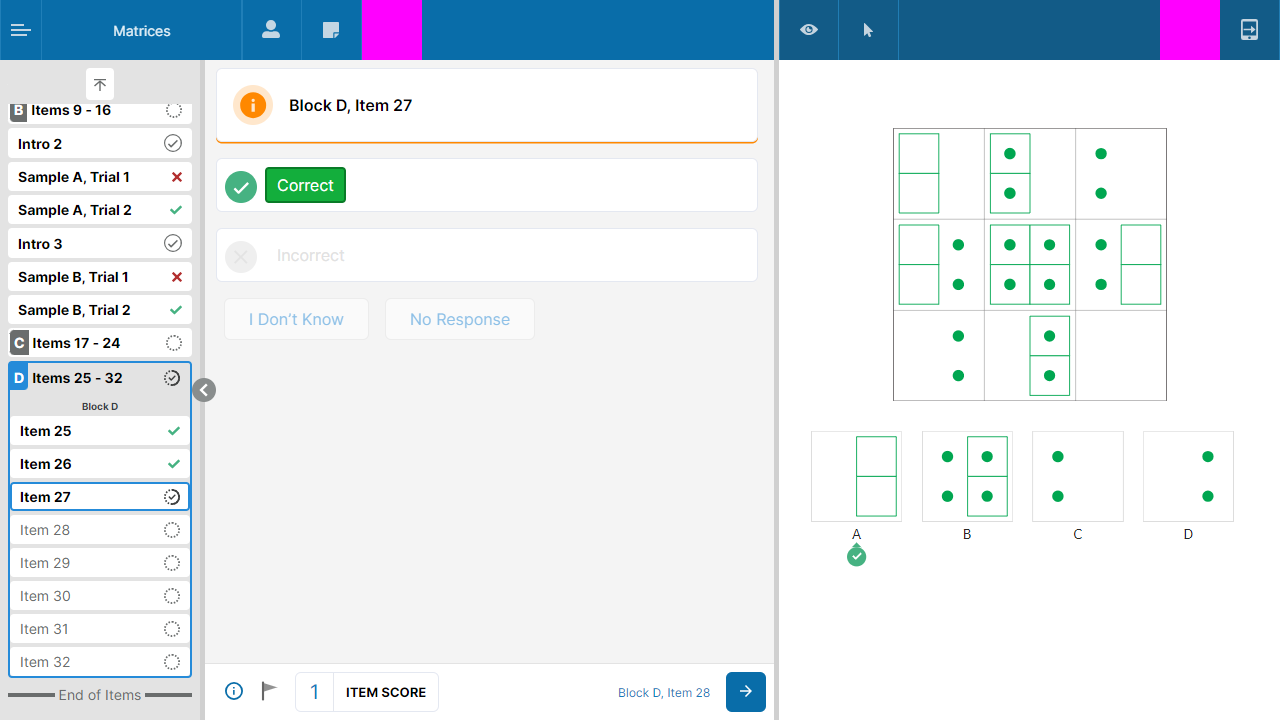 Matrices
B Items 9 - 16
Intro 2
Sample A, Trial 1
Sample A, Trial 2
Intro 3
Sample B, Trial 1
Sample B, Trial 2
C Items 17 - 24
D Items 25 - 32
Block D
Item 25
Item 26
Item 27
Item 28
Item 29
Item 30
Item 31
Item 32
End of Items
Block D, Item 27
Correct
Incorrect
I Don't Know
No Response
1 ITEM SCORE
Block D, Item 28
A B C D